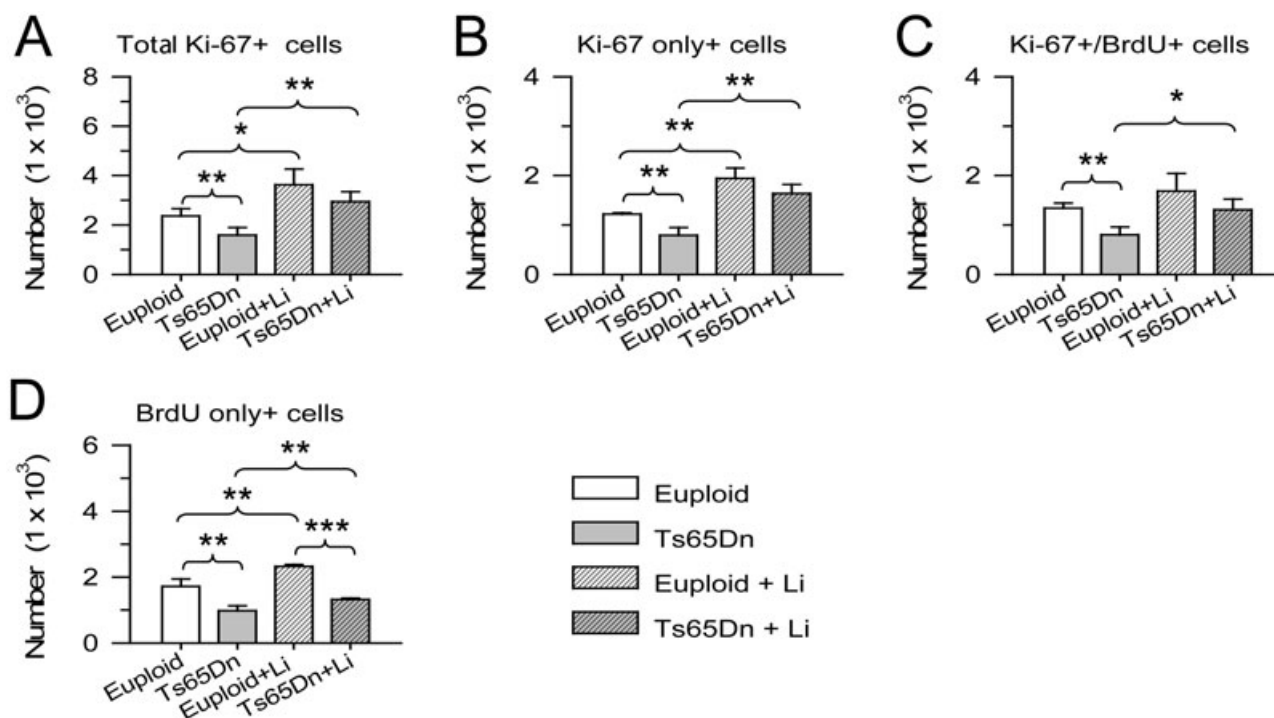 A
Total Ki-67+ cells
Number (1 x 10³)
8
6
4
2
0
**
*
**
Euploid
Ts65Dn
Euploid+Li
Ts65Dn+Li
B
Ki-67 only+ cells
Number (1 x 10³)
4
2
0
**
**
**
Euploid
Ts65Dn
Euploid+Li
Ts65Dn+Li
C
Ki-67+/BrdU+ cells
Number (1 x 10³)
4
2
0
*
**
Euploid
Ts65Dn
Euploid+Li
Ts65Dn+Li
D
BrdU only+ cells
Number (1 x 10³)
6
4
2
0
**
**
**
***
Euploid
Ts65Dn
Euploid+Li
Ts65Dn+Li
Euploid
Ts65Dn
Euploid + Li
Ts65Dn + Li